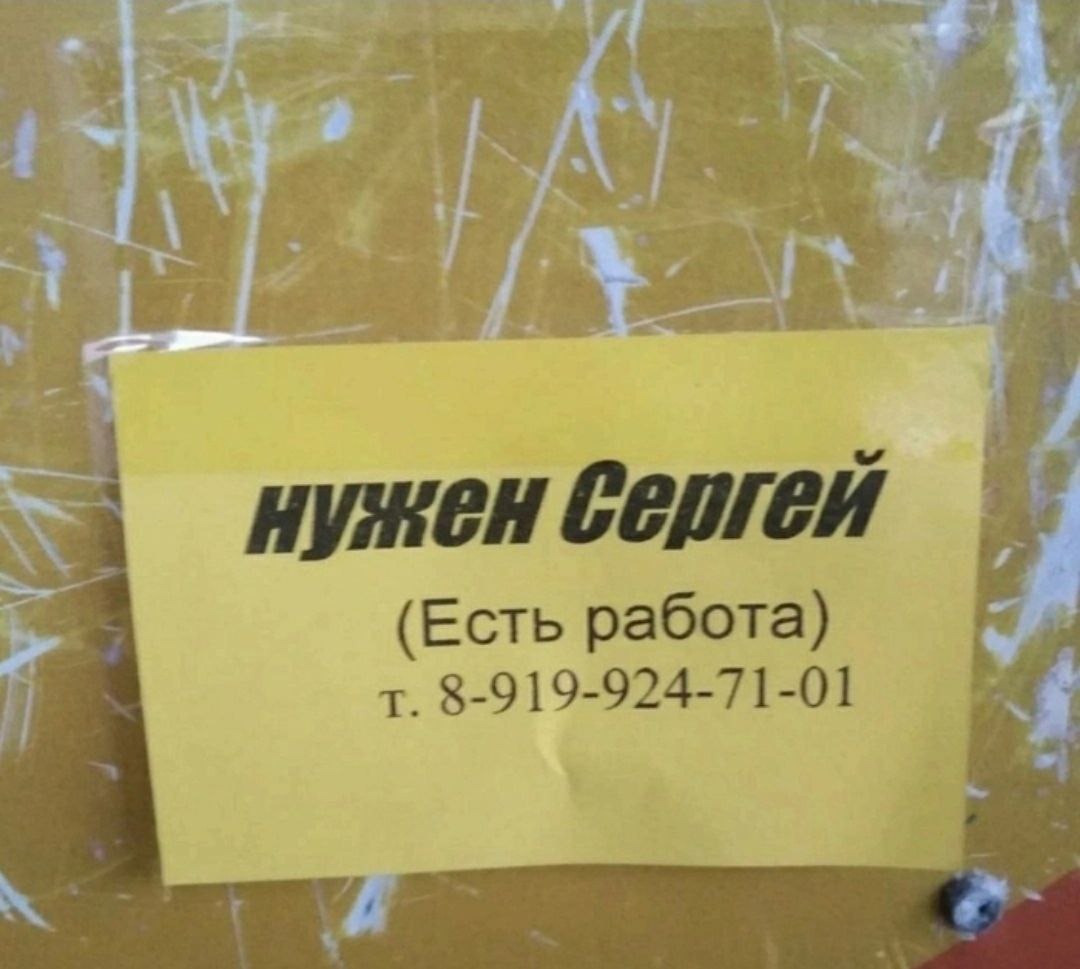 нужен Сергей
(Есть работа)
т. 8-919-924-71-01